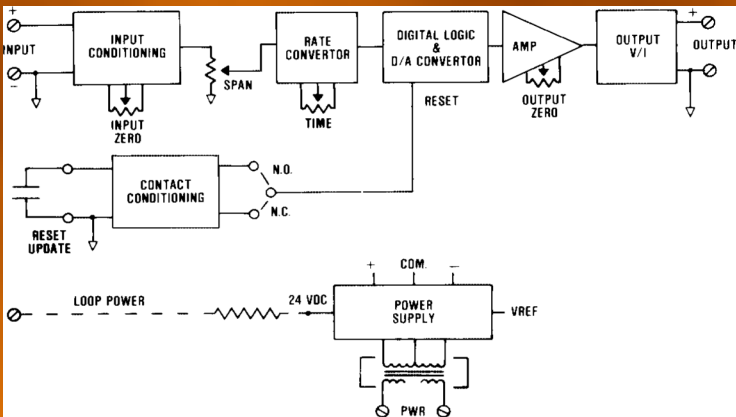 +
INPUT
−
INPUT
CONDITIONING
INPUT
ZERO
SPAN
RATE
CONVERTOR
TIME
DIGITAL LOGIC
&
D/A CONVERTOR
RESET
AMP
OUTPUT
ZERO
OUTPUT
V/I
+
OUTPUT
−
RESET
UPDATE
CONTACT
CONDITIONING
N.O.
N.C.
LOOP POWER
24 VDC
+ COM. −
POWER
SUPPLY
VREF
PWR